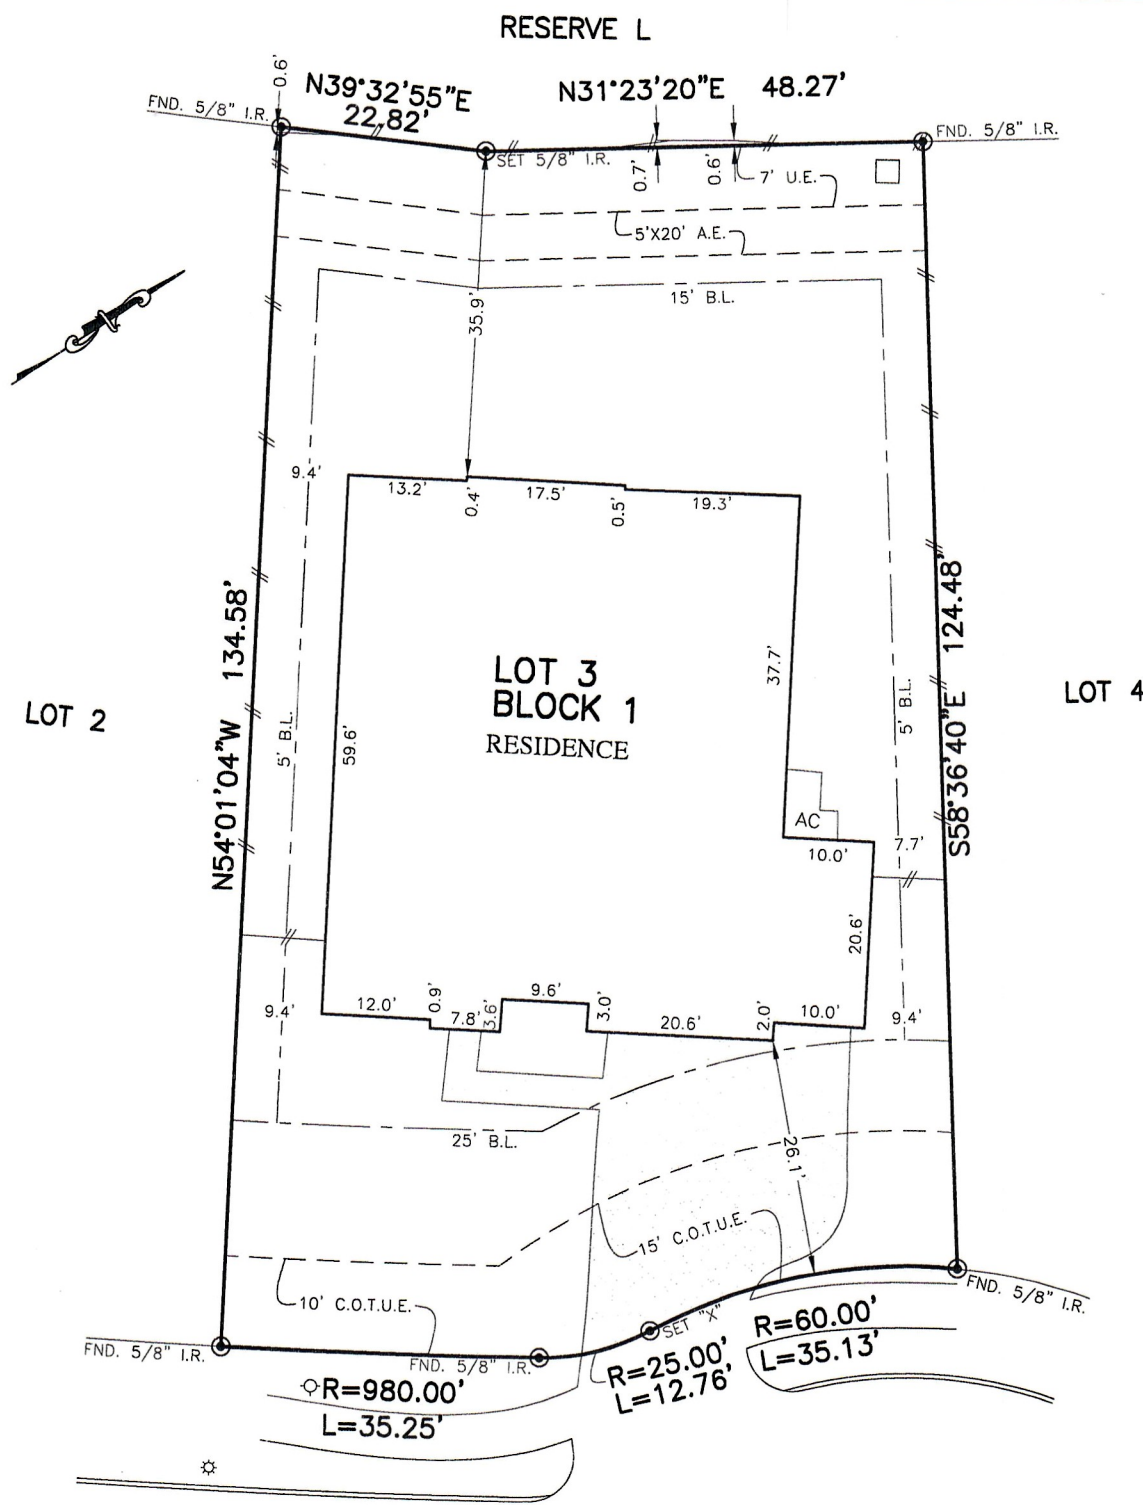 RESERVE L
0.6'
N39°32'55"E
22.82'
N31°23'20"E 48.27'
FND. 5/8" I.R.
FND. 5/8" I.R.
SET 5/8" I.R.
0.7'
0.6'
7' U.E.
5'X20' A.E.
15' B.L.
35.9'
N
9.4'
13.2'
0.4'
17.5'
0.5'
19.3'
N54°01'04"W 134.58'
S58°36'40"E 124.48'
LOT 2
LOT 3
BLOCK 1
RESIDENCE
LOT 4
5' B.L.
59.6'
37.7'
5' B.L.
AC
10.0'
7.7'
20.6'
9.4'
12.0'
0.9'
7.8'
3.6'
9.6'
3.0'
20.6'
2.0'
10.0'
9.4'
25' B.L.
26.1'
15' C.O.T.U.E.
10' C.O.T.U.E.
SET "X"
FND. 5/8" I.R.
FND. 5/8" I.R.
FND. 5/8" I.R.
R=980.00'
L=35.25'
R=25.00'
L=12.76'
R=60.00'
L=35.13'